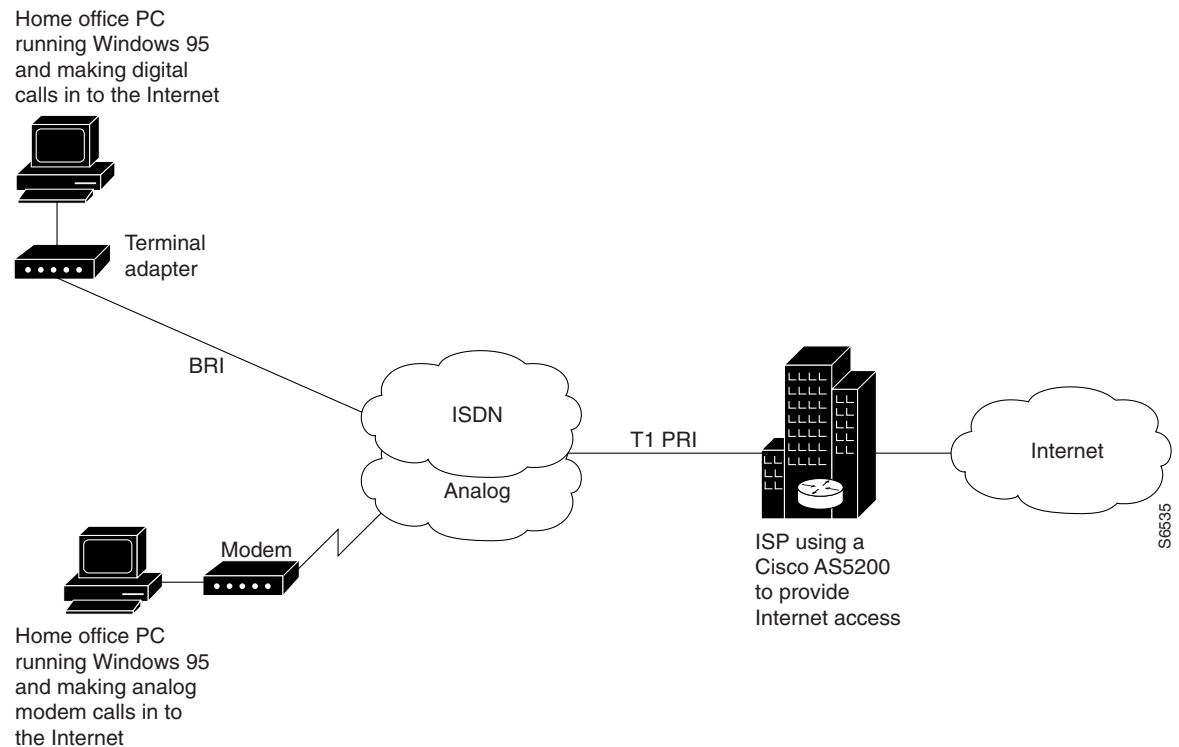 Home office PC
running Windows 95
and making digital
calls in to the Internet
Terminal
adapter
BRI
ISDN
T1 PRI
Internet
Analog
Modem
ISP using a
Cisco AS5200
to provide
Internet access
S6535
Home office PC
running Windows 95
and making analog
modem calls in to
the Internet